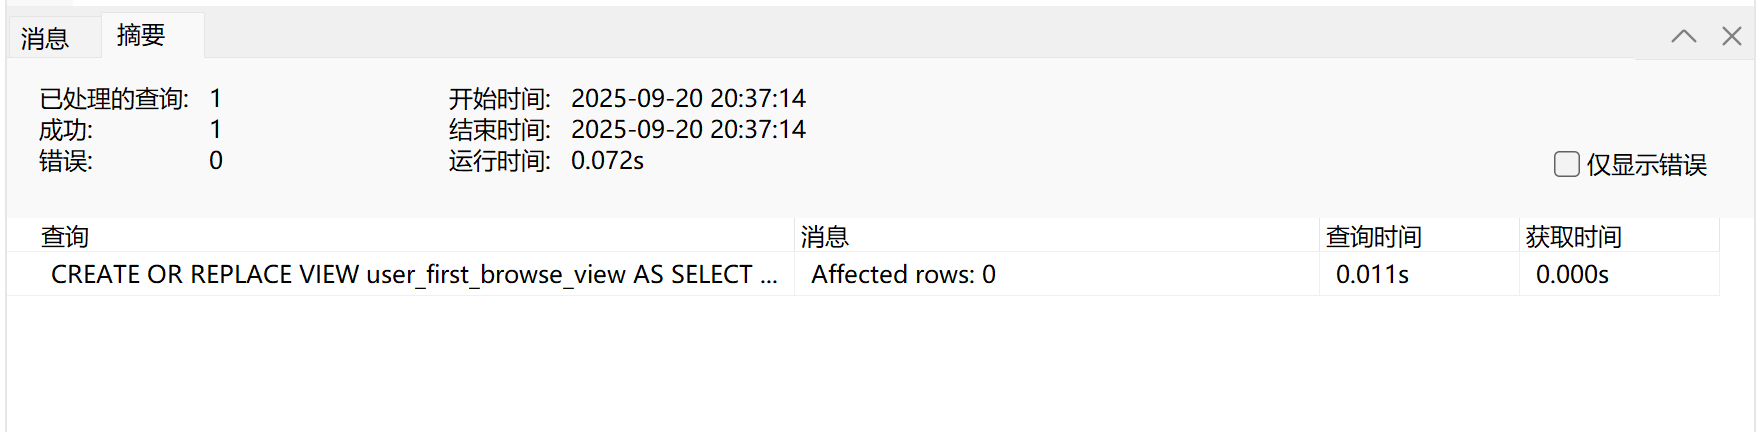 消息 摘要
已处理的查询: 1 开始时间: 2025-09-20 20:37:14
成功: 1 结束时间: 2025-09-20 20:37:14
错误: 0 运行时间: 0.072s
仅显示错误
查询 消息 查询时间 获取时间
CREATE OR REPLACE VIEW user_first_browse_view AS SELECT ... Affected rows: 0 0.011s 0.000s